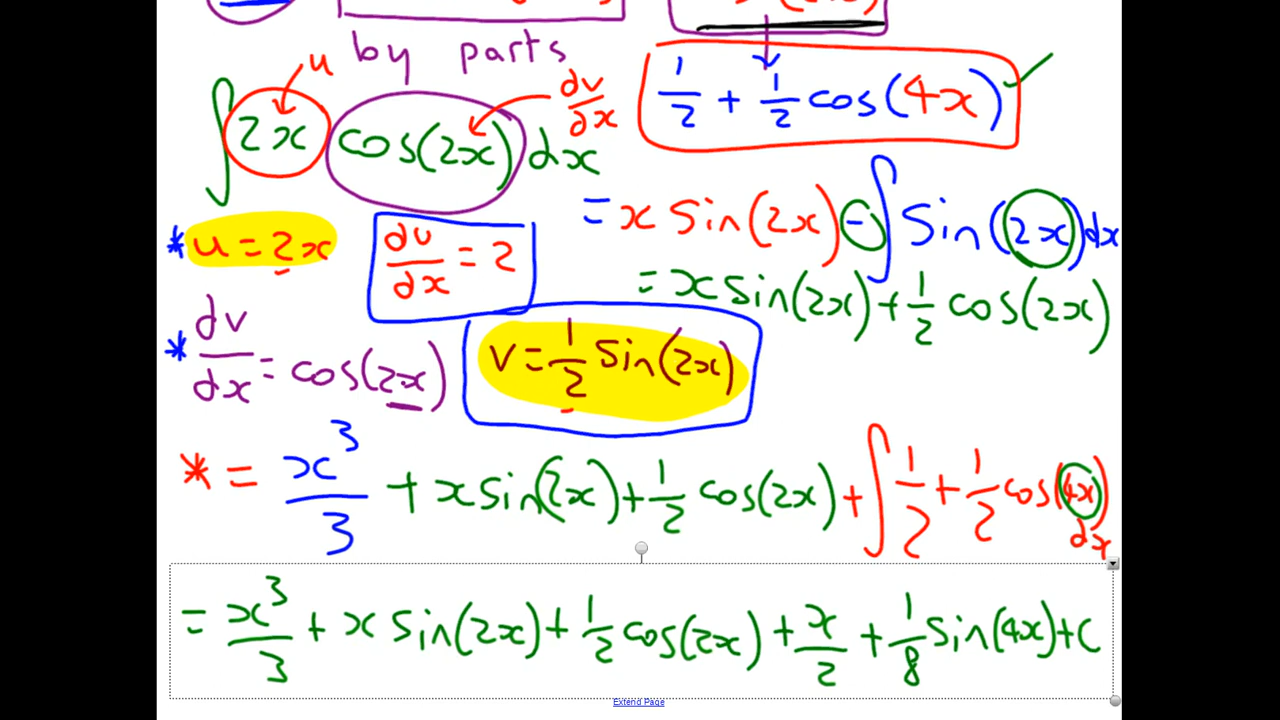 by parts
u
dv/dx
1/2 + 1/2 cos(4x) ✓
∫ 2x cos(2x) dx
= x sin(2x) - ∫ sin(2x) dx
* u = 2x
du/dx = 2
= x sin(2x) + 1/2 cos(2x)
* dv/dx = cos(2x)
v = 1/2 sin(2x)
* = x³/3 + x sin(2x) + 1/2 cos(2x) + ∫ 1/2 + 1/2 cos(4x) dx
= x³/3 + x sin(2x) + 1/2 cos(2x) + x/2 + 1/8 sin(4x) + C
Extend Page